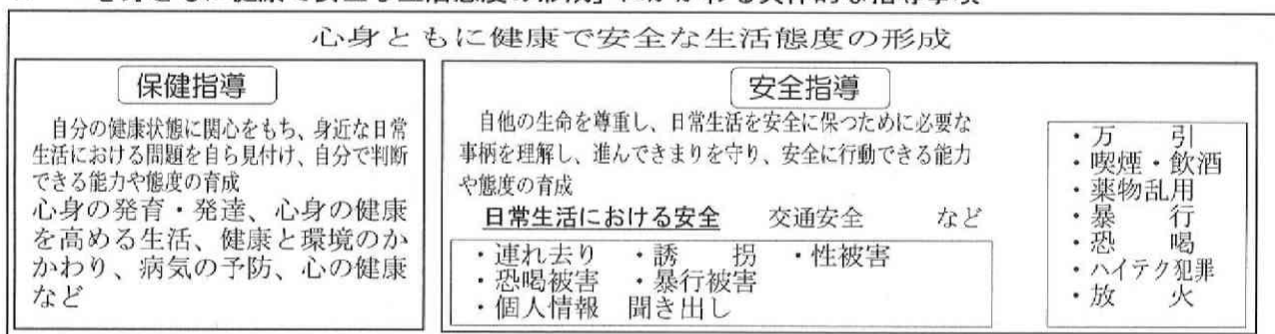 心身ともに健康で安全な生活態度の形成
保健指導
自分の健康状態に関心をもち、身近な日常
生活における問題を自ら見付け、自分で判断
できる能力や態度の育成
心身の発育・発達、心身の健康
を高める生活、健康と環境のか
かわり、病気の予防、心の健康
など
安全指導
自他の生命を尊重し、日常生活を安全に保つために必要な
事柄を理解し、進んできまりを守り、安全に行動できる能力
や態度の育成
日常生活における安全 交通安全 など
・連れ去り ・誘 拐 ・性被害
・恐喝被害 ・暴行被害
・個人情報 聞き出し
・万 引
・喫煙・飲酒
・薬物乱用
・暴 行
・恐 喝
・ハイテク犯罪
・放 火